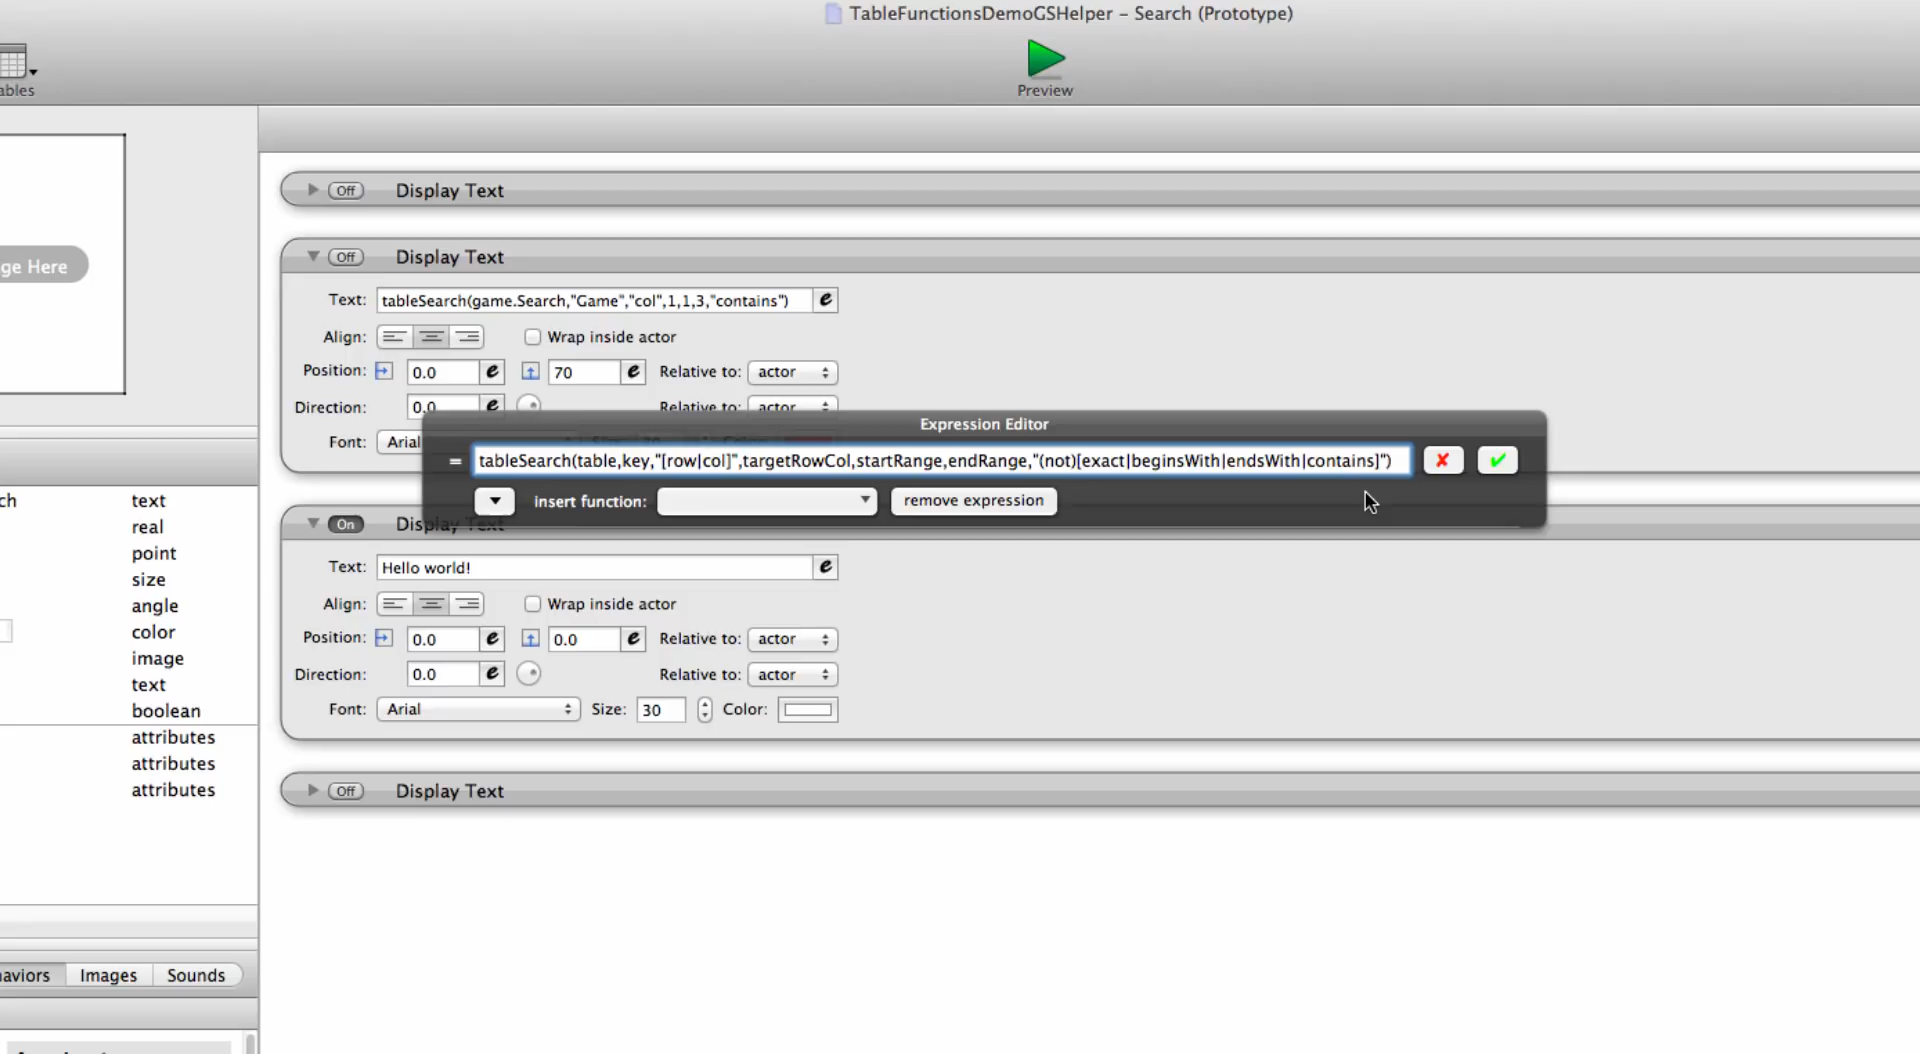 TableFunctionsDemoGSHelper – Search (Prototype)
ables
Preview
ge Here
Off Display Text
Off Display Text
Text: tableSearch(game.Search,"Game","col",1,1,3,"contains") e
Align: Wrap inside actor
Position: 0.0 e 70 e Relative to: actor
Direction: 0.0 e Relative to: actor
Font: Arial
Expression Editor
= tableSearch(table,key,"[row|col]",targetRowCol,startRange,endRange,"(not)[exact|beginsWith|endsWith|contains]")
insert function: remove expression
On Display Text
Text: Hello world! e
Align: Wrap inside actor
Position: 0.0 e 0.0 e Relative to: actor
Direction: 0.0 e Relative to: actor
Font: Arial Size: 30 Color:
Off Display Text
ch text
real
point
size
angle
color
image
text
boolean
attributes
attributes
attributes
aviors Images Sounds